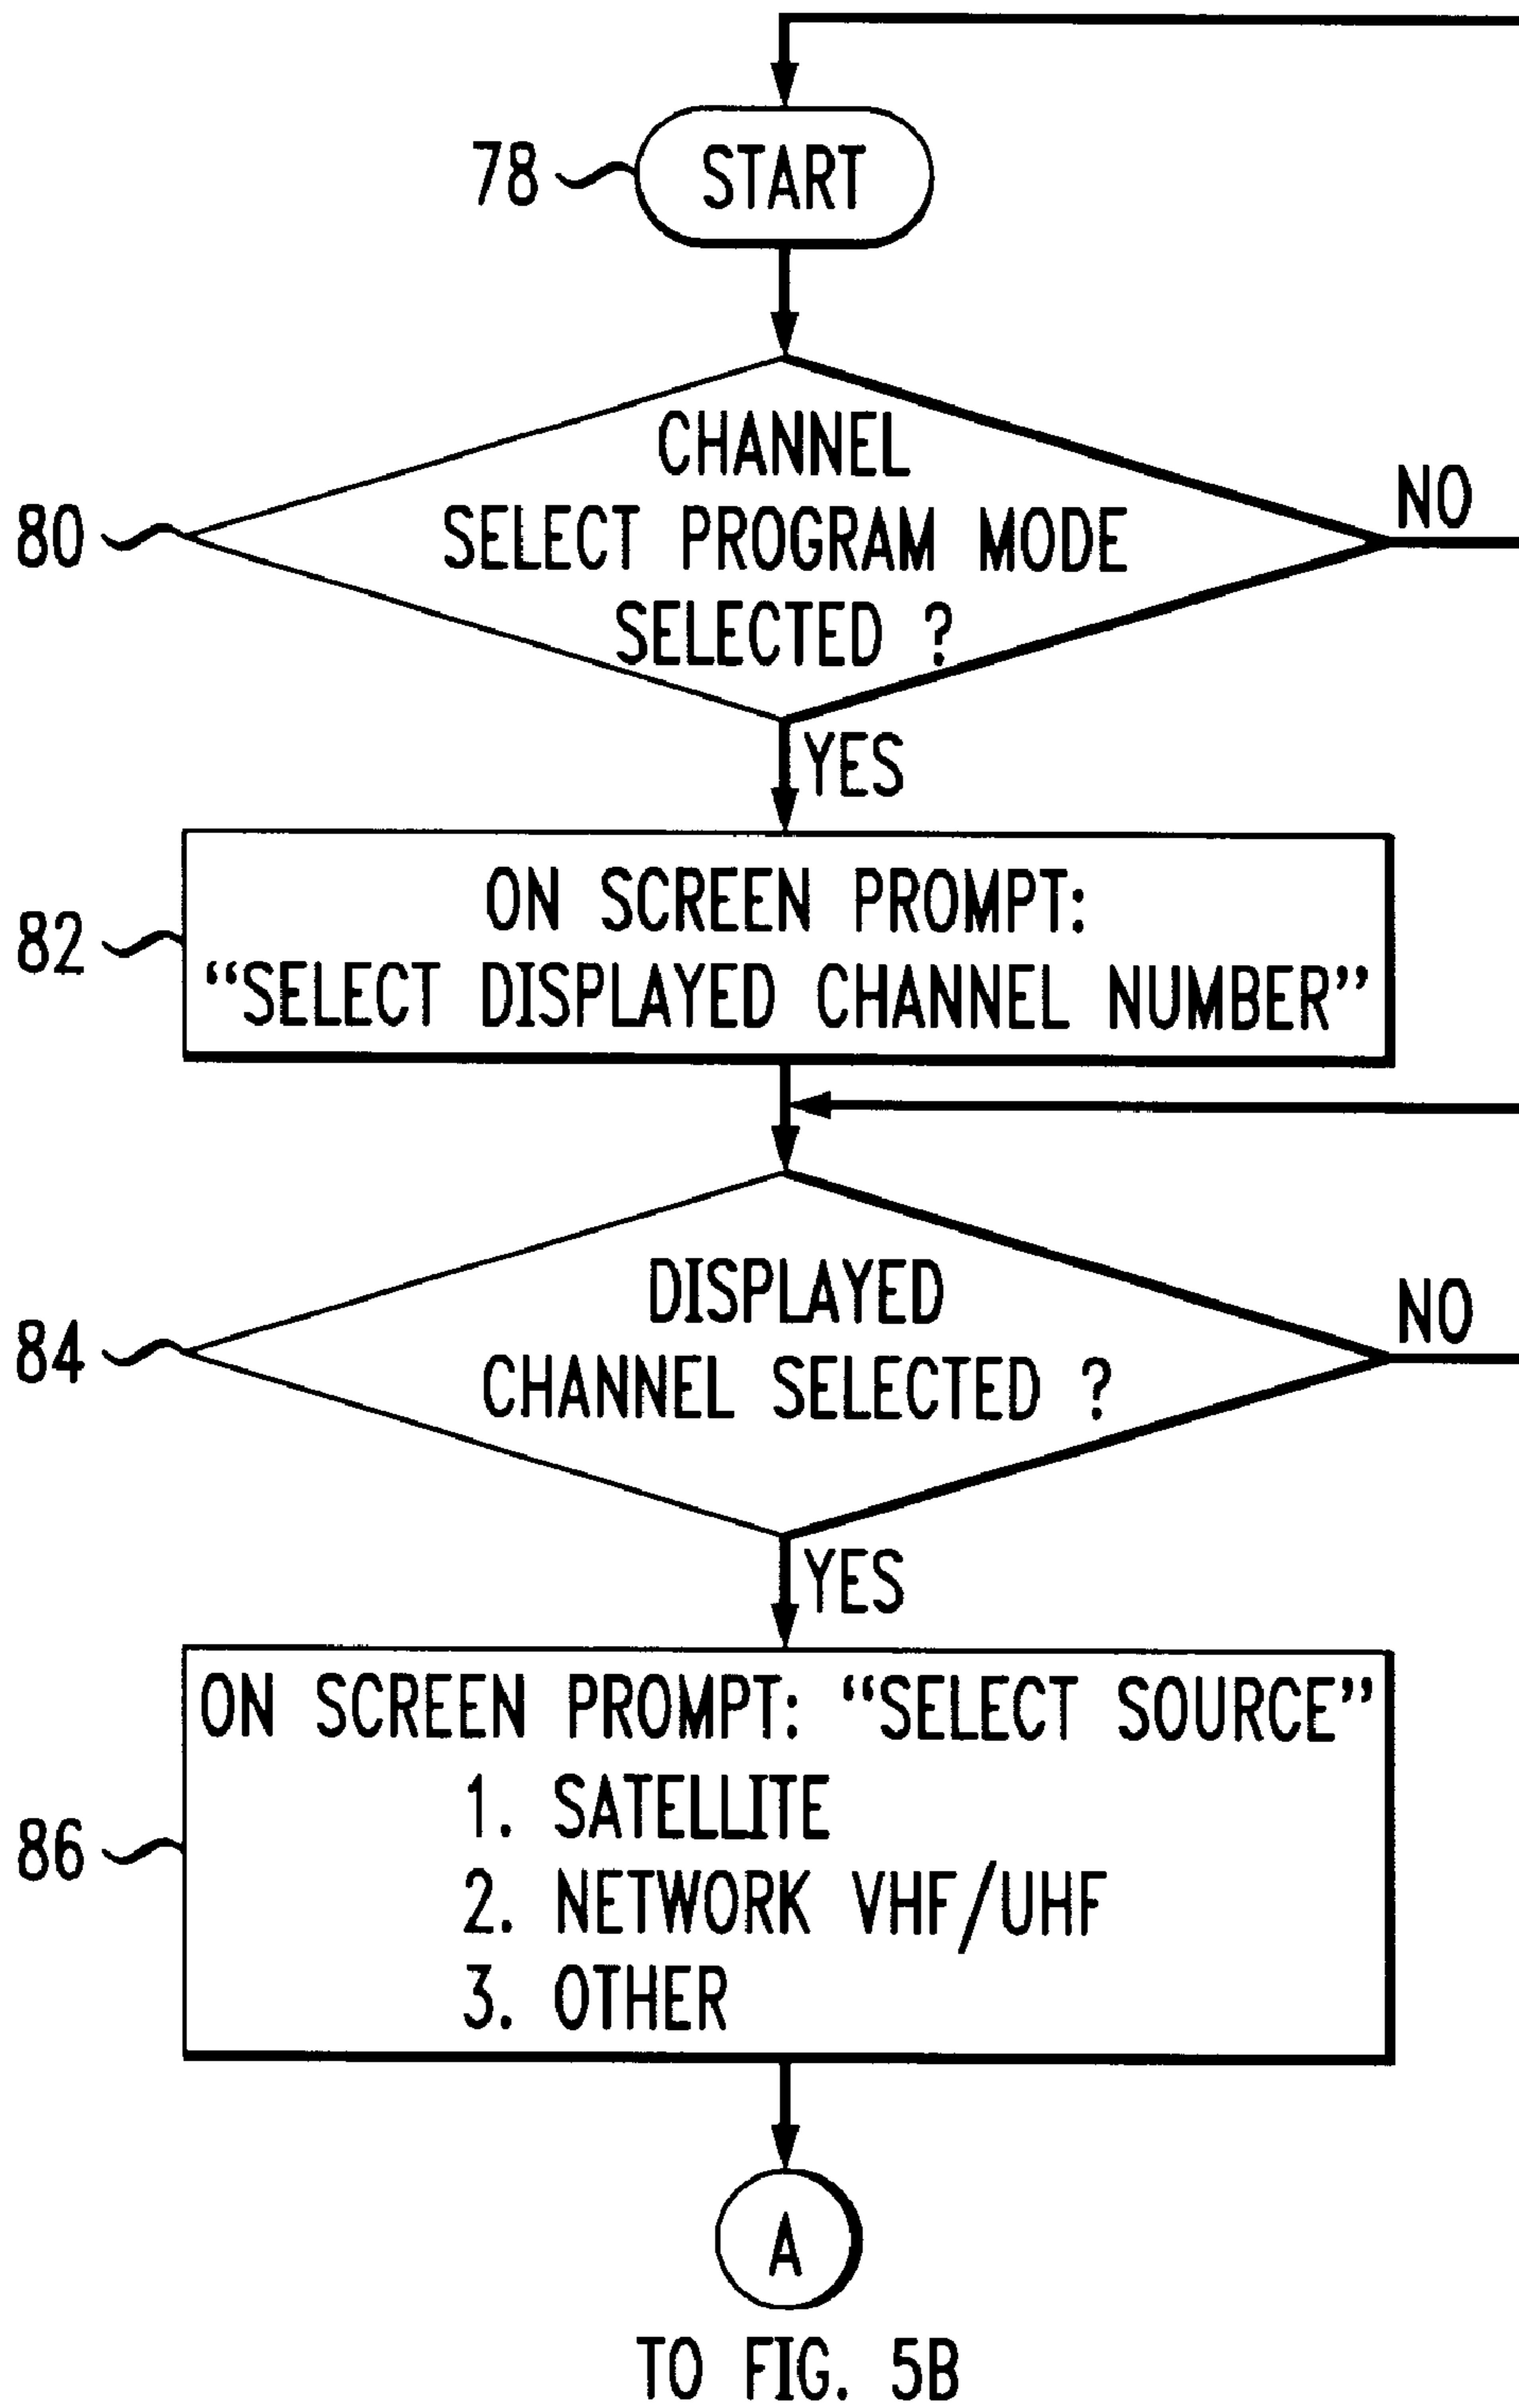 78
START
80
CHANNEL
SELECT PROGRAM MODE
SELECTED ?
NO
YES
82
ON SCREEN PROMPT:
“SELECT DISPLAYED CHANNEL NUMBER”
84
DISPLAYED
CHANNEL SELECTED ?
NO
YES
86
ON SCREEN PROMPT: “SELECT SOURCE”
1. SATELLITE
2. NETWORK VHF/UHF
3. OTHER
A
TO FIG. 5B